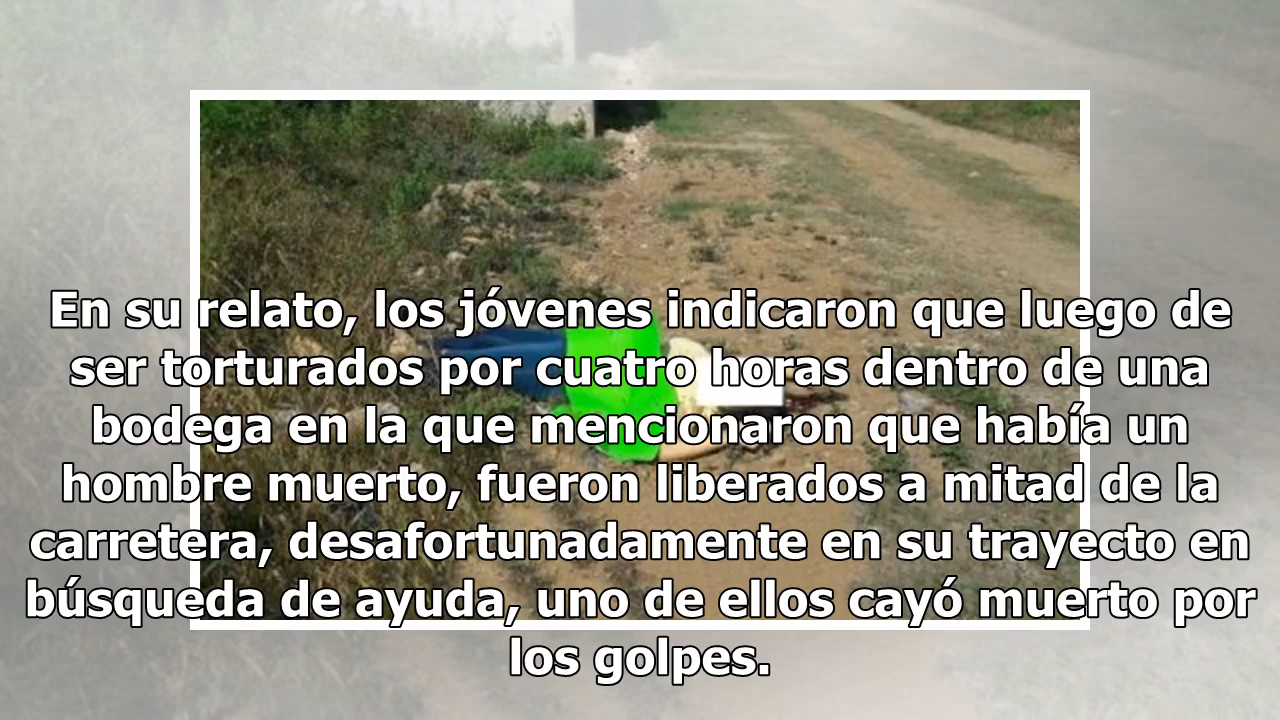 En su relato, los jóvenes indicaron que luego de
ser torturados por cuatro horas dentro de una
bodega en la que mencionaron que había un
hombre muerto, fueron liberados a mitad de la
carretera, desafortunadamente en su trayecto en
búsqueda de ayuda, uno de ellos cayó muerto por
los golpes.